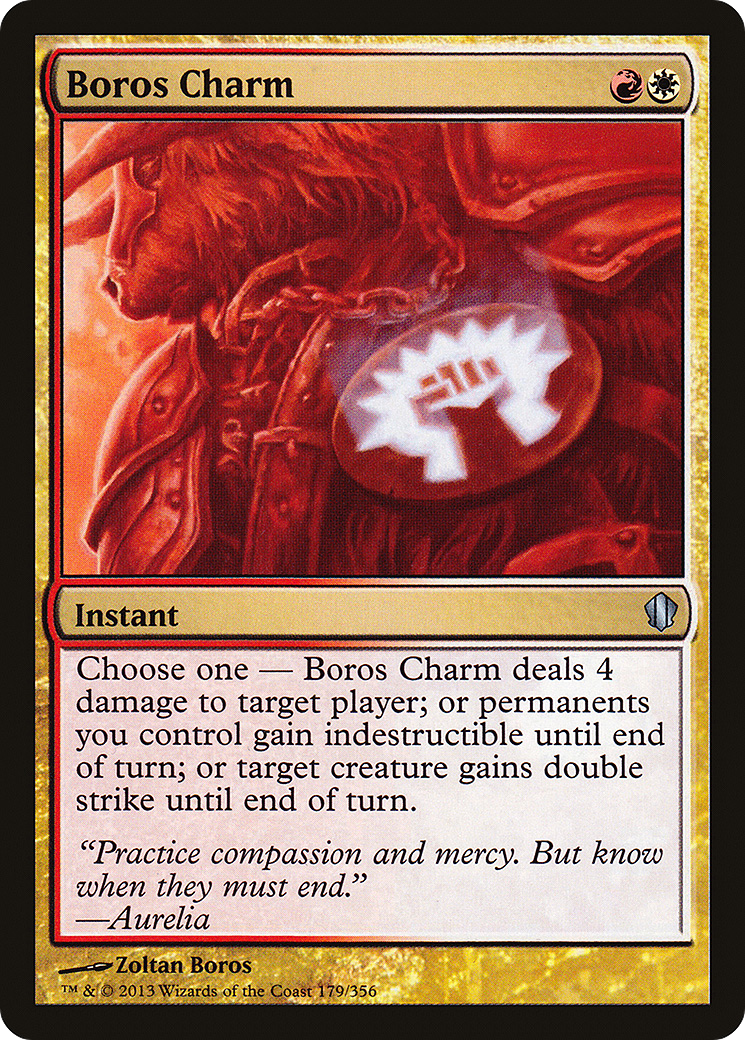 Boros Charm
Instant
Choose one — Boros Charm deals 4
damage to target player; or permanents
you control gain indestructible until end
of turn; or target creature gains double
strike until end of turn.
“Practice compassion and mercy. But know
when they must end.”
—Aurelia
Zoltan Boros
™ & © 2013 Wizards of the Coast 179/356